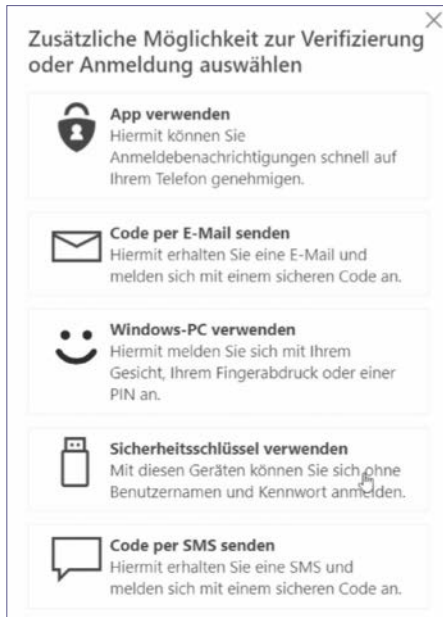 Zusätzliche Möglichkeit zur Verifizierung
oder Anmeldung auswählen
App verwenden
Hiermit können Sie
Anmeldebenachrichtigungen schnell auf
Ihrem Telefon genehmigen.
Code per E-Mail senden
Hiermit erhalten Sie eine E-Mail und
melden sich mit einem sicheren Code an.
Windows-PC verwenden
Hiermit melden Sie sich mit Ihrem
Gesicht, Ihrem Fingerabdruck oder einer
PIN an.
Sicherheitsschlüssel verwenden
Mit diesen Geräten können Sie sich ohne
Benutzernamen und Kennwort anmelden.
Code per SMS senden
Hiermit erhalten Sie eine SMS und
melden sich mit einem sicheren Code an.